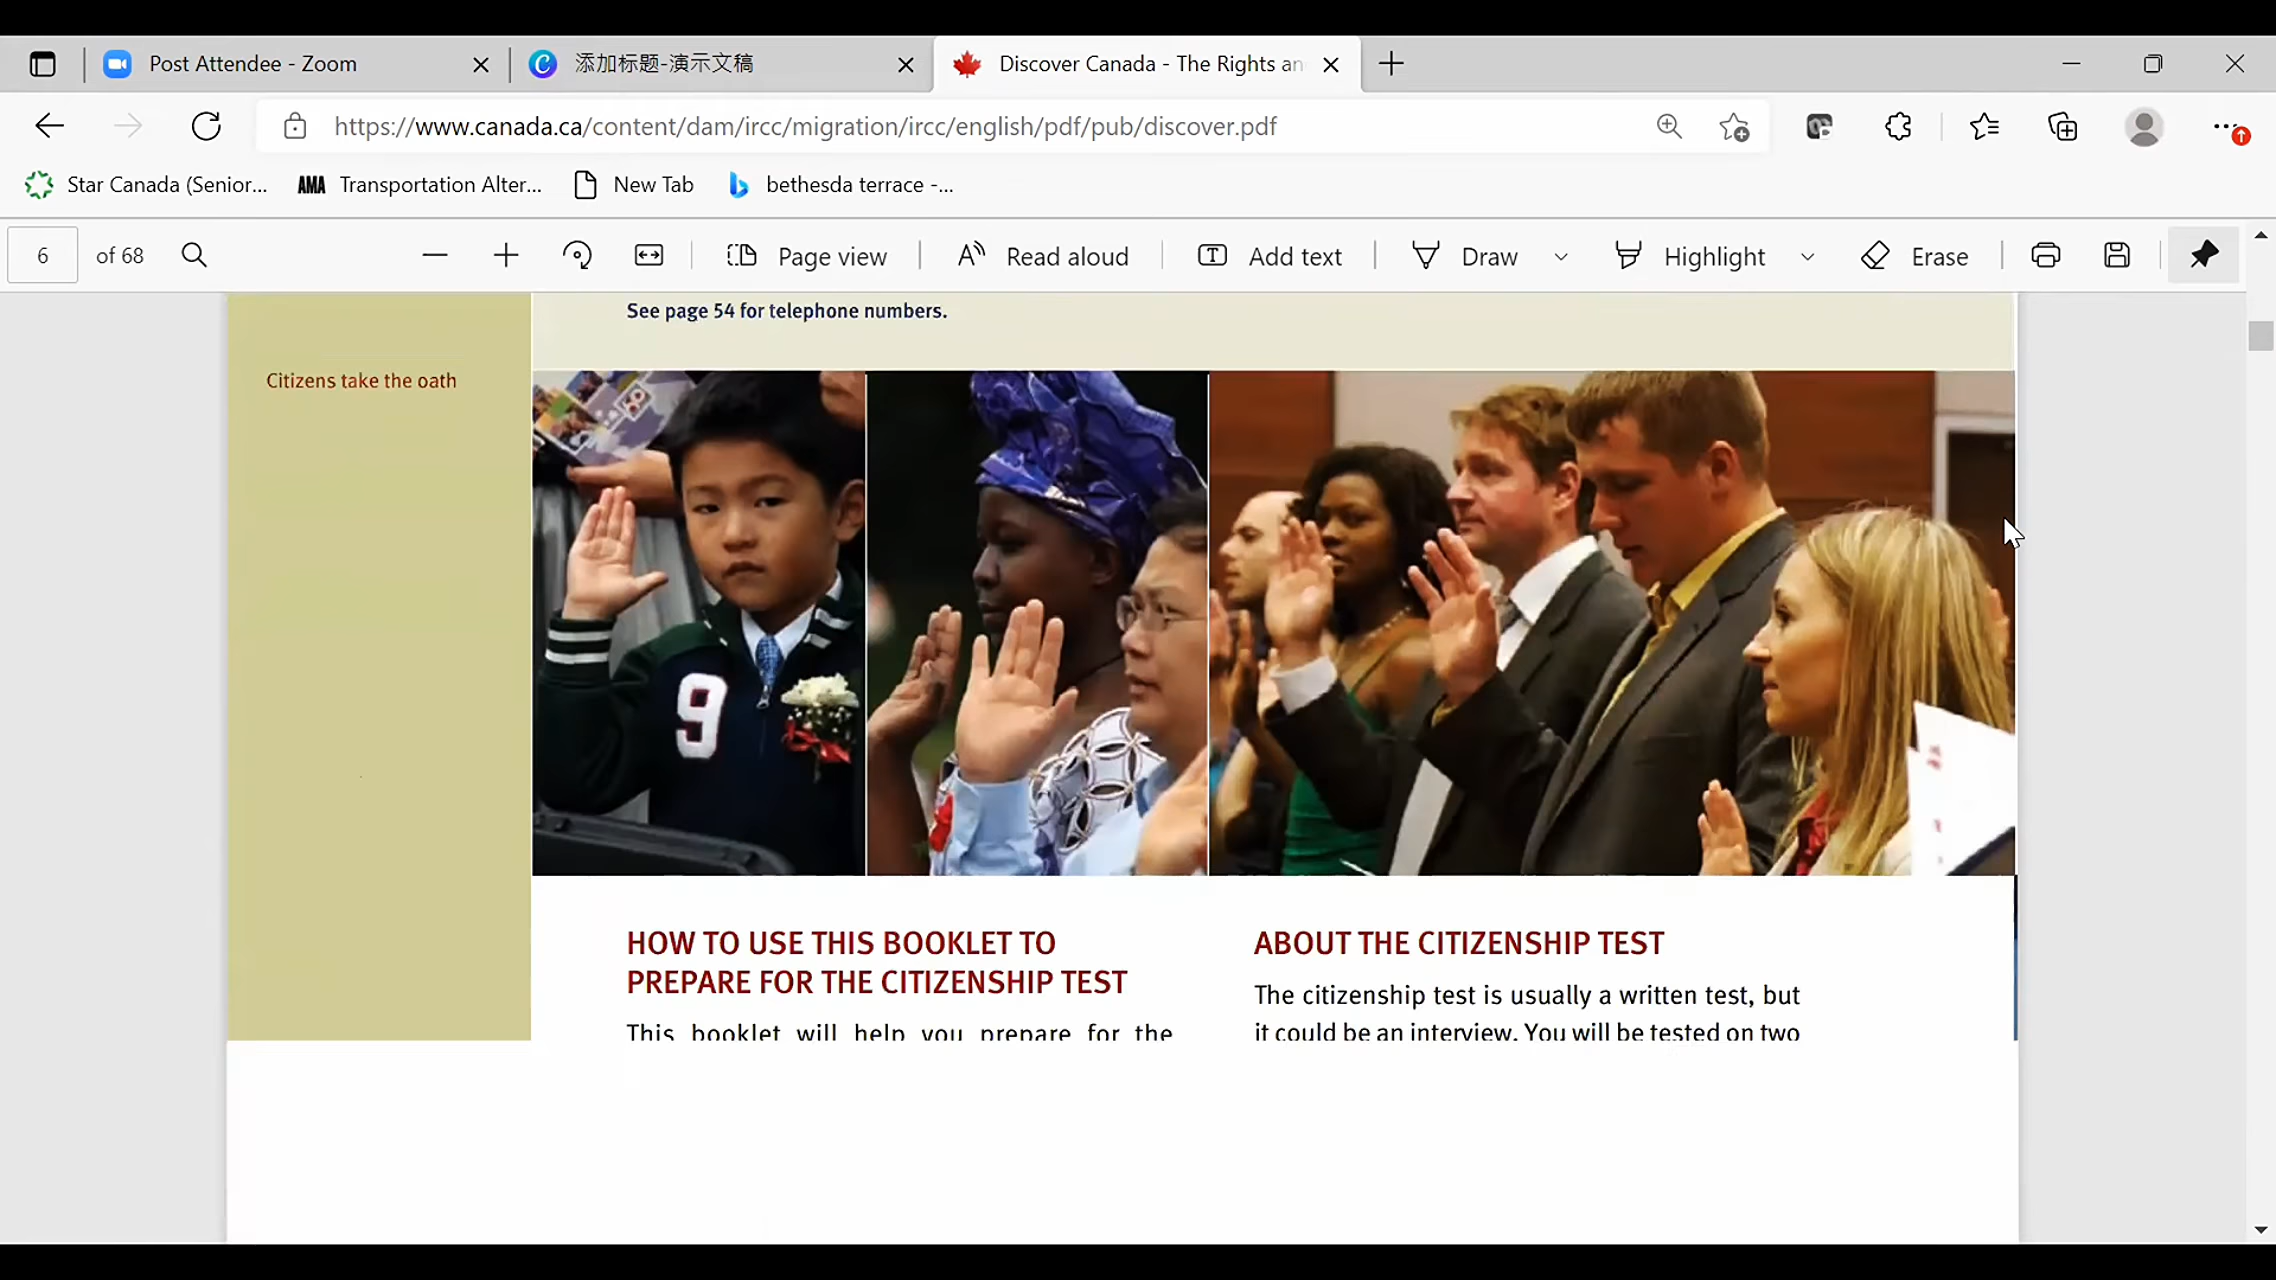 Post Attendee - Zoom
添加标题-演示文稿
Discover Canada - The Rights an
https://www.canada.ca/content/dam/ircc/migration/ircc/english/pdf/pub/discover.pdf
Star Canada (Senior...
AMA Transportation Alter...
New Tab
bethesda terrace -...
6 of 68
Page view
Read aloud
Add text
Draw
Highlight
Erase
See page 54 for telephone numbers.
Citizens take the oath
9
HOW TO USE THIS BOOKLET TO
PREPARE FOR THE CITIZENSHIP TEST
This booklet will help you prepare for the
ABOUT THE CITIZENSHIP TEST
The citizenship test is usually a written test, but
it could be an interview. You will be tested on two